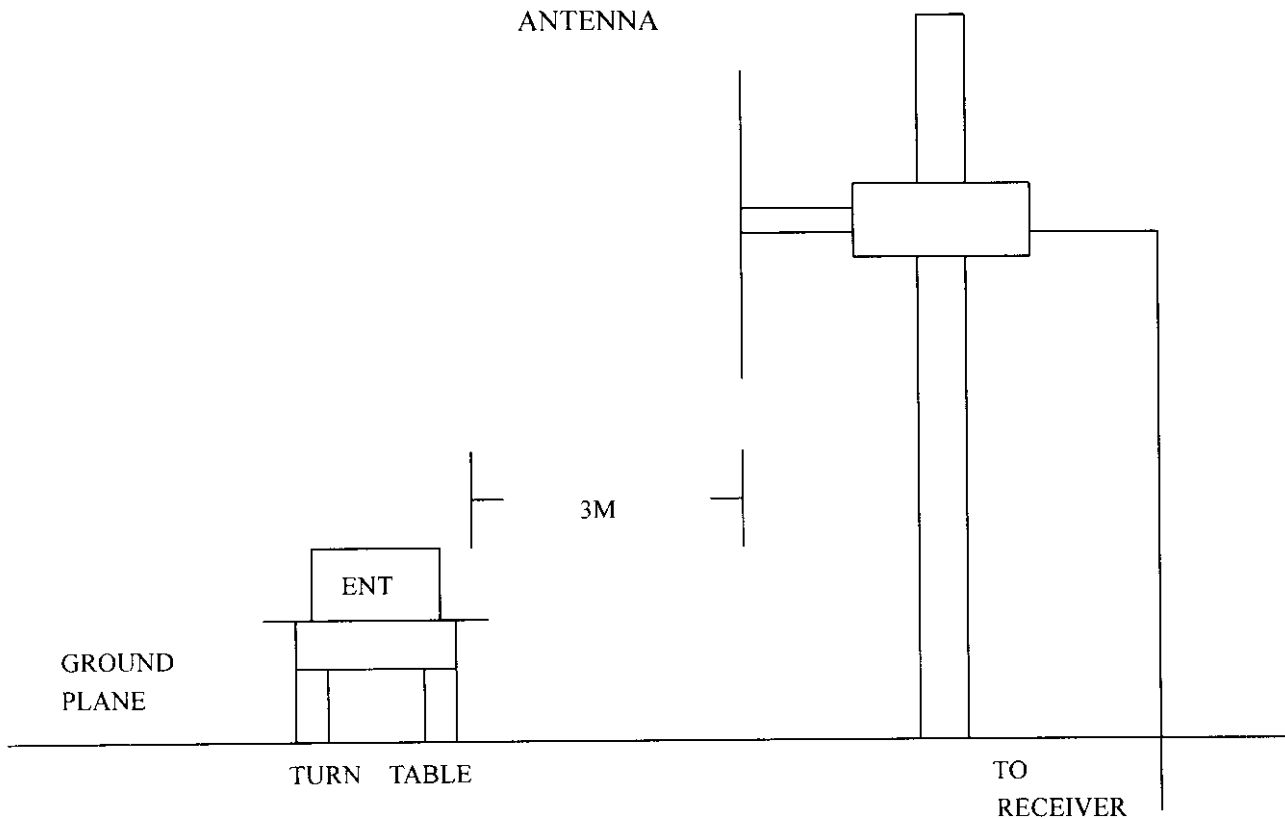 ANTENNA
3M
ENT
GROUND
PLANE
TURN TABLE
TO
RECEIVER